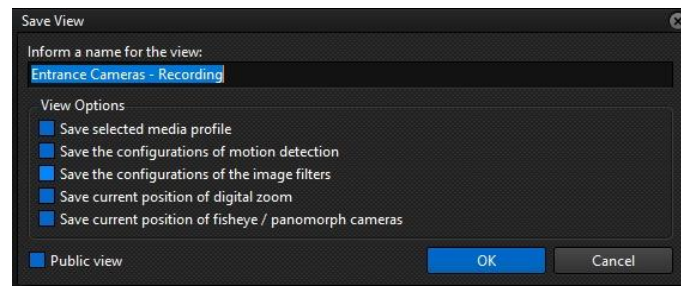 Save View
Inform a name for the view:
Entrance Cameras - Recording
View Options
Save selected media profile
Save the configurations of motion detection
Save the configurations of the image filters
Save current position of digital zoom
Save current position of fisheye / panomorph cameras
Public view
OK
Cancel